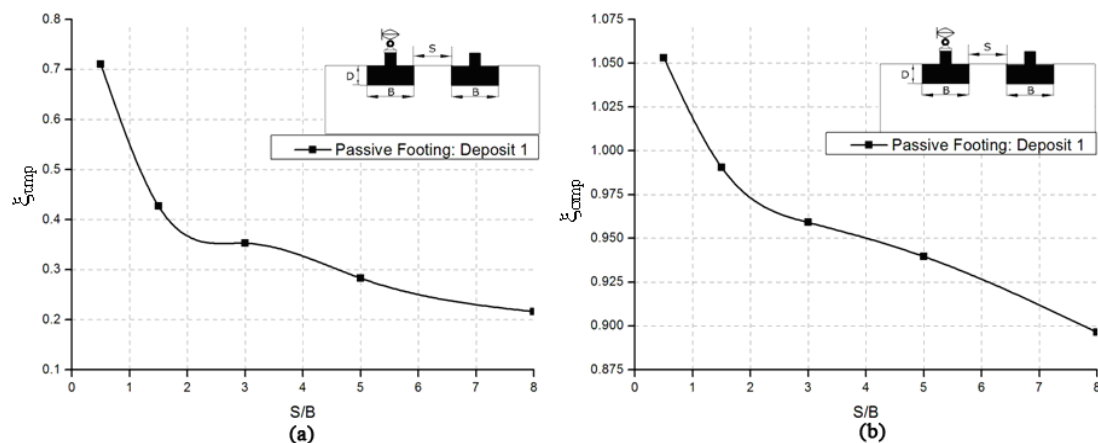 0.8
0.7
0.6
0.5
0.4
0.3
0.2
0.1
ξtmp
S
D
B
B
Passive Footing: Deposit 1
0 1 2 3 4 5 6 7 8
S/B
(a)
1.075
1.050
1.025
1.000
0.975
0.950
0.925
0.900
0.875
ξomp
S
D
B
B
Passive Footing: Deposit 1
0 1 2 3 4 5 6 7 8
S/B
(b)